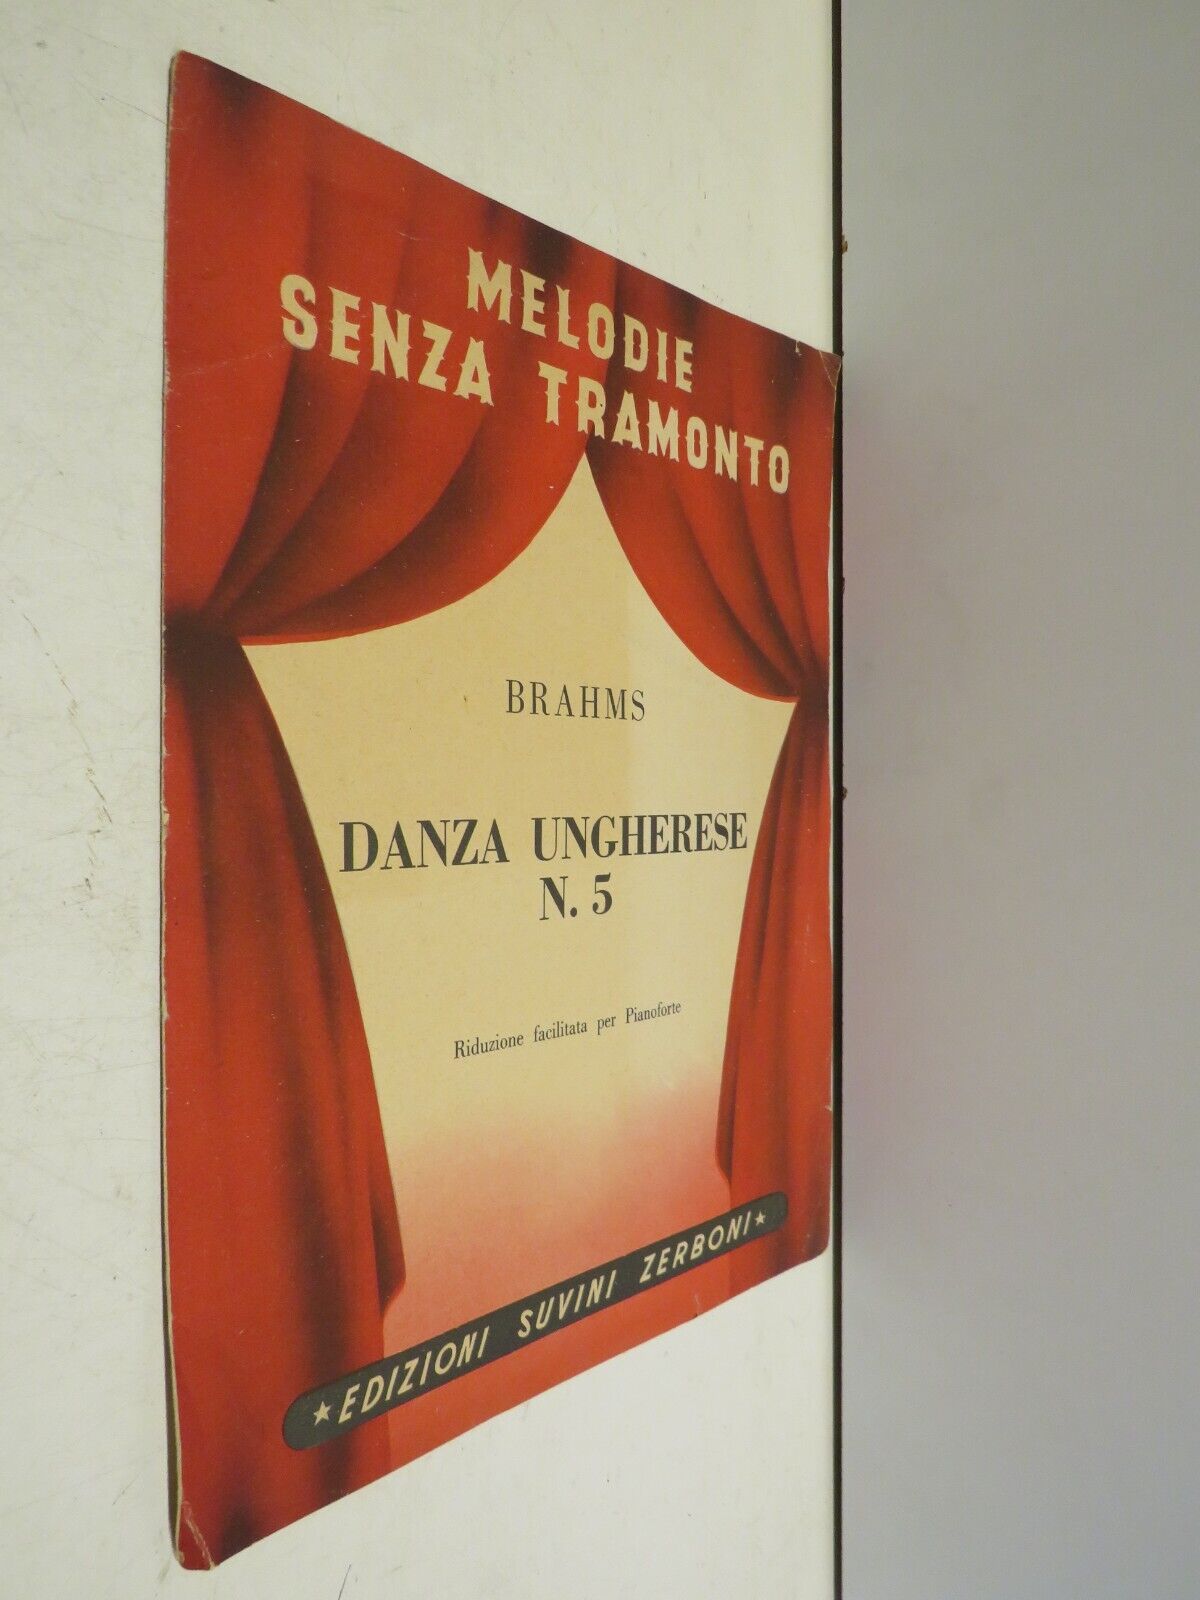 MELODIE
SENZA TRAMONTO
BRAHMS
DANZA UNGHERESE
N. 5
Riduzione facilitata per Pianoforte
★ EDIZIONI SUVINI ZERBONI ★